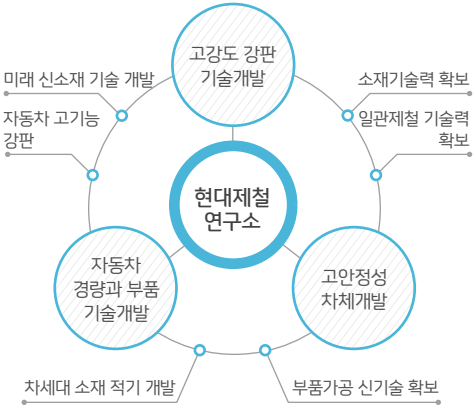 고강도 강판
기술개발
미래 신소재 기술 개발
소재기술력 확보
자동차 고기능
강판
일관제철 기술력
확보
현대제철
연구소
자동차
경량과 부품
기술개발
고안정성
차체개발
차세대 소재 적기 개발
부품가공 신기술 확보